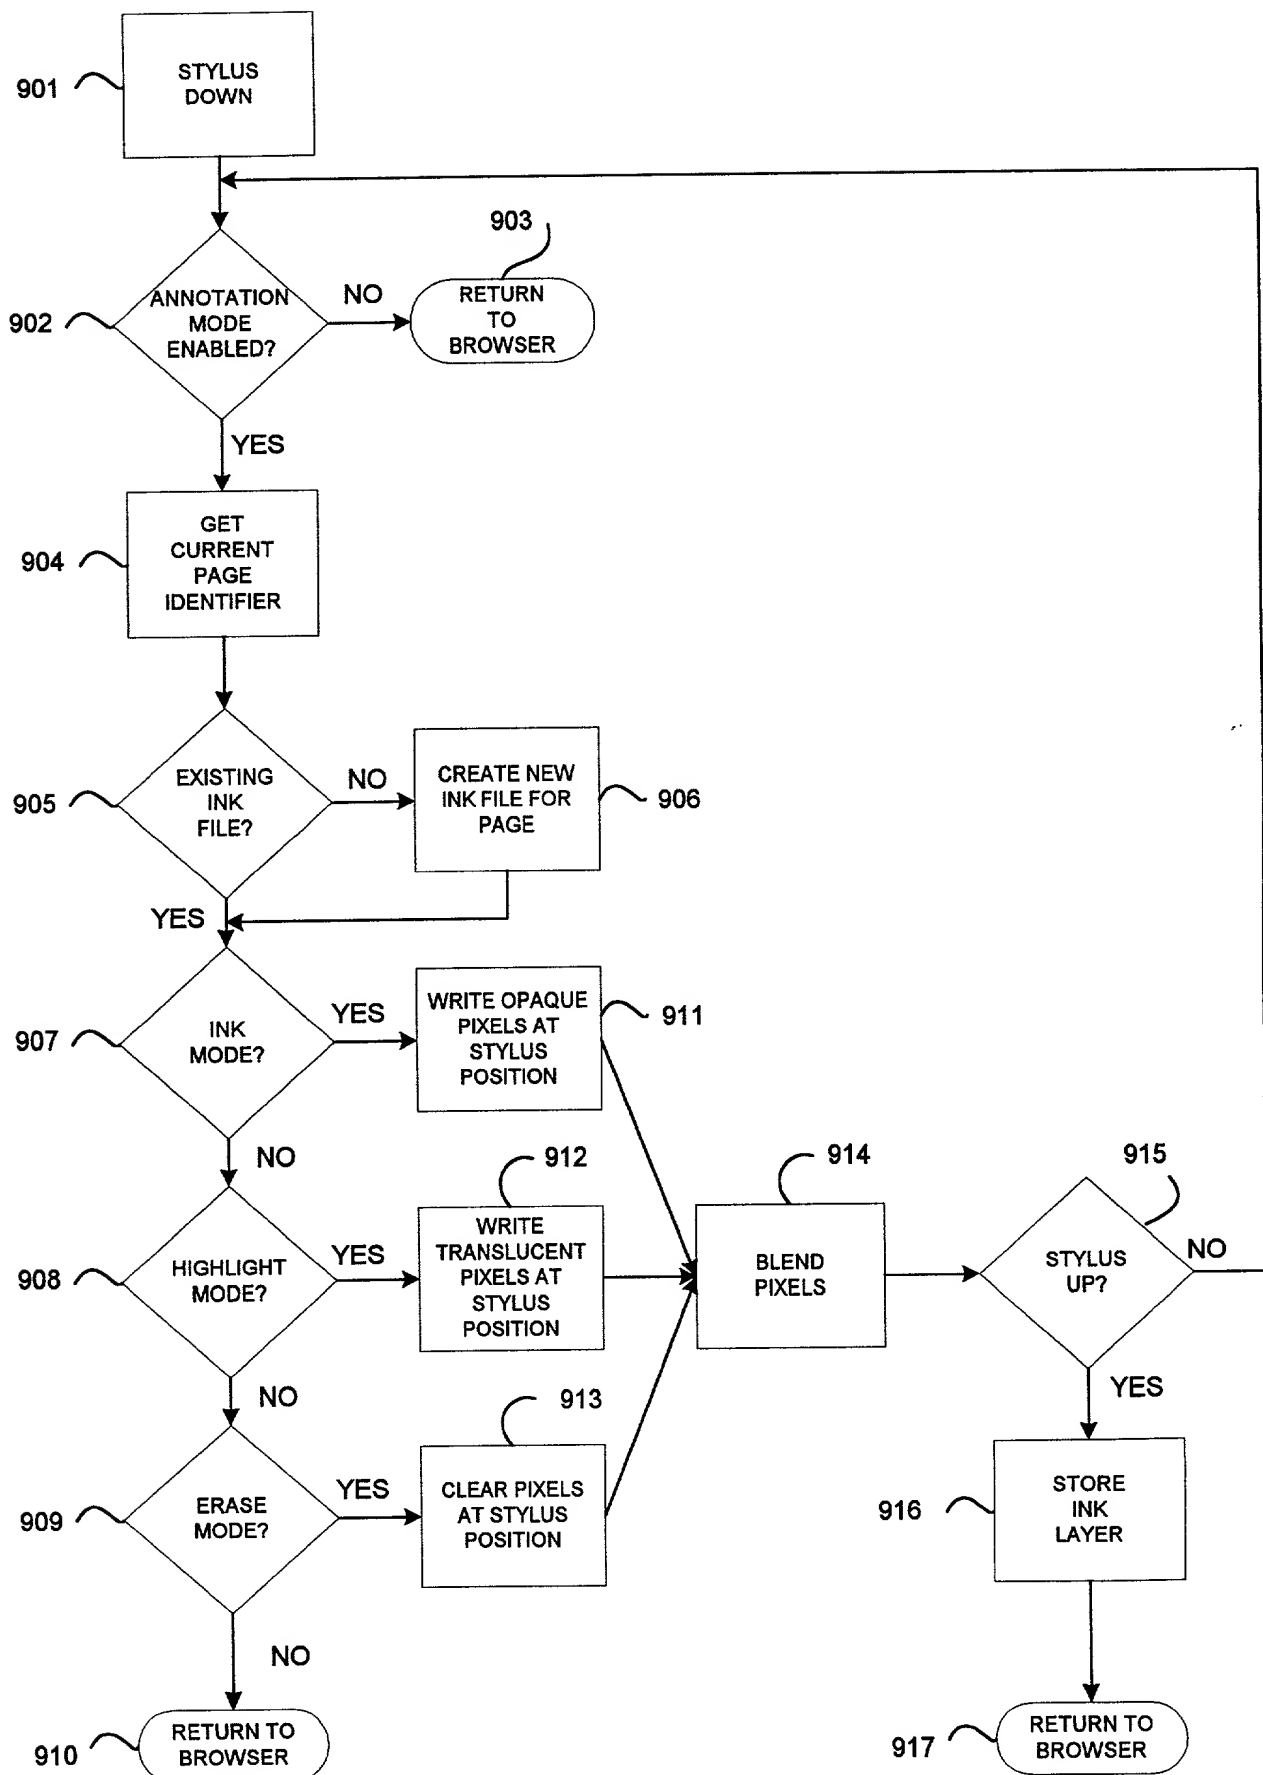 STYLUS
DOWN
901
903
ANNOTATION
MODE
ENABLED?
902
NO
RETURN
TO
BROWSER
YES
GET
CURRENT
PAGE
IDENTIFIER
904
EXISTING
INK
FILE?
905
NO
CREATE NEW
INK FILE FOR
PAGE
906
YES
INK
MODE?
907
YES
WRITE OPAQUE
PIXELS AT
STYLUS
POSITION
911
NO
912
914
915
HIGHLIGHT
MODE?
908
YES
WRITE
TRANSLUCENT
PIXELS AT
STYLUS
POSITION
BLEND
PIXELS
STYLUS
UP?
NO
NO
913
YES
ERASE
MODE?
909
YES
CLEAR PIXELS
AT STYLUS
POSITION
STORE
INK
LAYER
916
NO
RETURN TO
BROWSER
910
RETURN TO
BROWSER
917